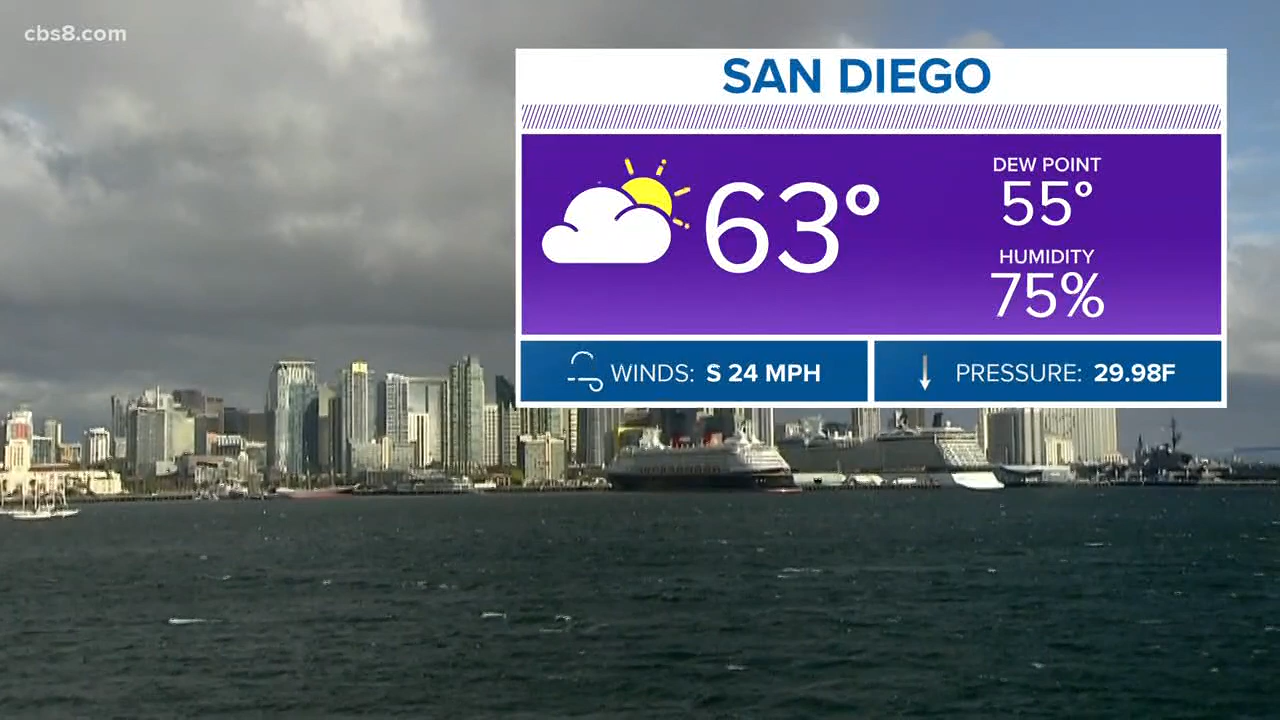 cbs8.com
SAN DIEGO
63°
DEW POINT
55°
HUMIDITY
75%
WINDS: S 24 MPH
PRESSURE: 29.98F